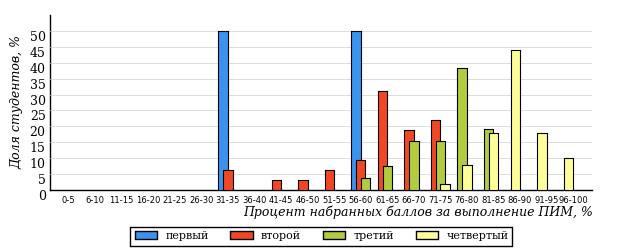 Доля студентов, %
50
45
40
35
30
25
20
15
10
5
0
0-5 6-10 11-15 16-20 21-25 26-30 31-35 36-40 41-45 46-50 51-55 56-60 61-65 66-70 71-75 76-80 81-85 86-90 91-95 96-100
Процент набранных баллов за выполнение ПИМ, %
первый второй третий четвертый